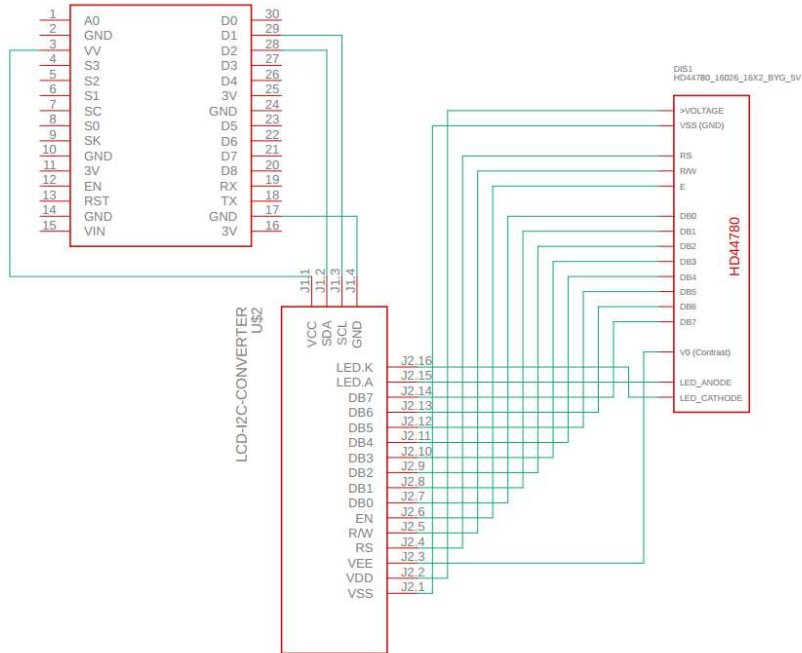 1 A0 D0 30
2 GND D1 29
3 VV D2 28
4 S3 D3 27
5 S2 D4 26
6 S1 3V 25
7 SC GND 24
8 S0 D5 23
9 SK D6 22
10 GND D7 21
11 3V D8 20
12 EN RX 19
13 RST TX 18
14 GND GND 17
15 VIN 3V 16
DIS1
HD44780_16026_16X2_BYG_5V
>VOLTAGE
VSS (GND)
RS
R/W
E
DB0
DB1
DB2
DB3
DB4
DB5
DB6
DB7
V0 (Contrast)
LED_ANODE
LED_CATHODE
HD44780
J1.1
J1.2
J1.3
J1.4
VCC
SDA
SCL
GND
LCD-I2C-CONVERTER
U$2
LED.K J2.16
LED.A J2.15
DB7 J2.14
DB6 J2.13
DB5 J2.12
DB4 J2.11
DB3 J2.10
DB2 J2.9
DB1 J2.8
DB0 J2.7
EN J2.6
R/W J2.5
RS J2.4
VEE J2.3
VDD J2.2
VSS J2.1